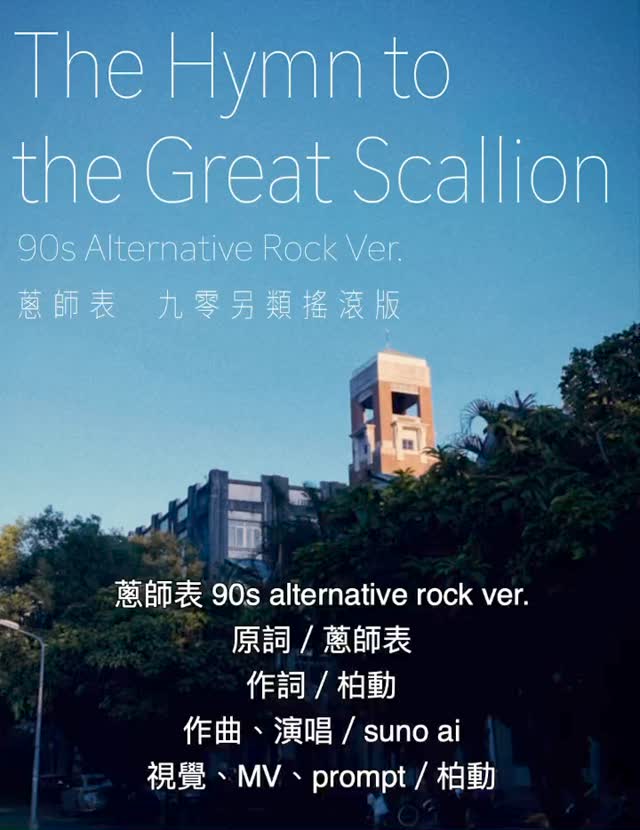 The Hymn to
the Great Scallion
90s Alternative Rock Ver.
蔥師表　九零另類搖滾版
蔥師表 90s alternative rock ver.
原詞 / 蔥師表
作詞 / 柏動
作曲、演唱 / suno ai
視覺、MV、prompt / 柏動